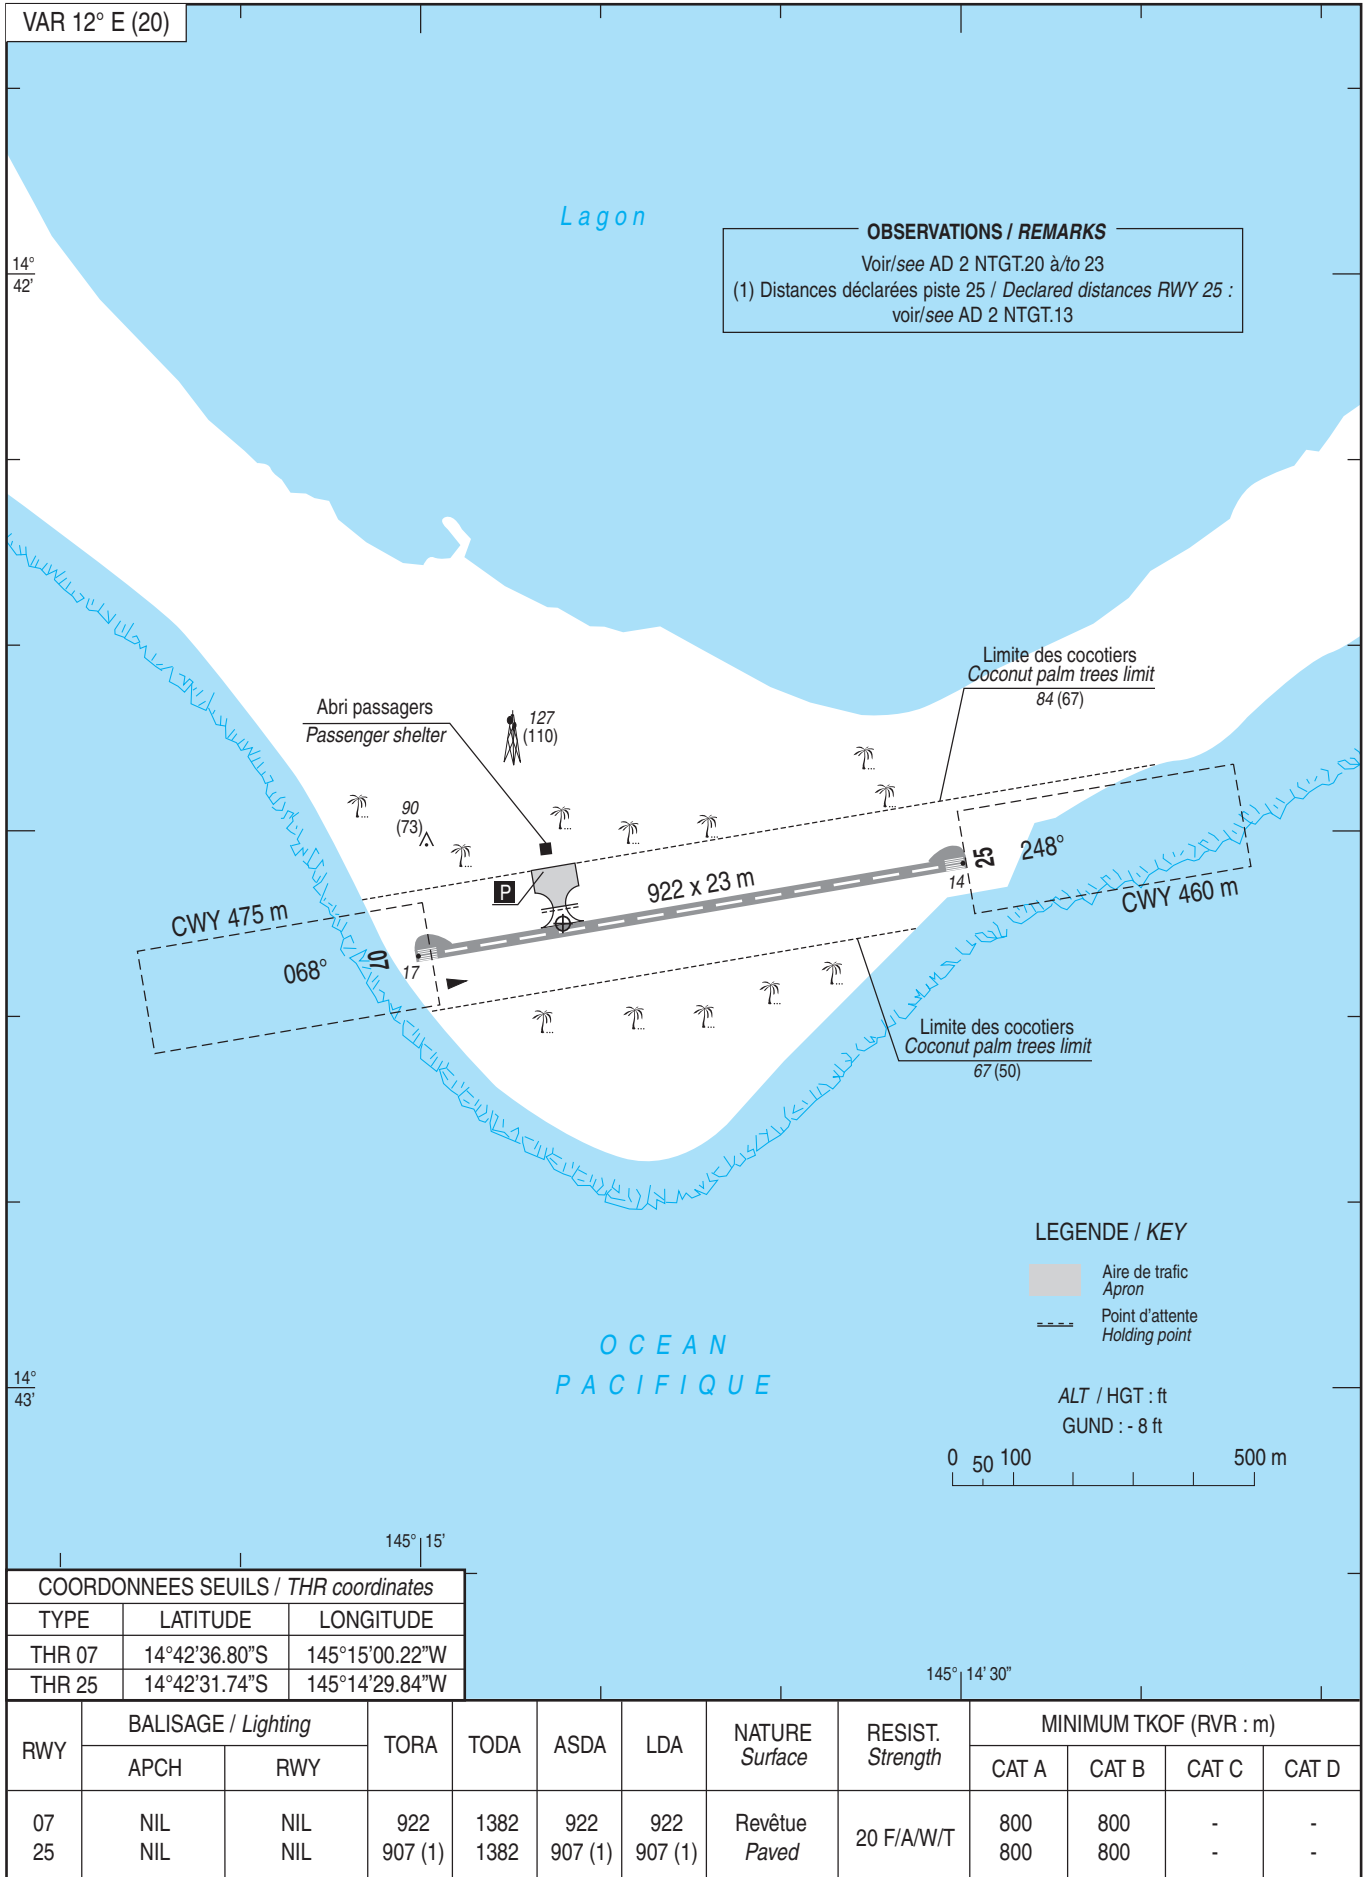 VAR 12° E (20)
Lagon
OBSERVATIONS / REMARKS
Voir/see AD 2 NTGT.20 à/to 23
(1) Distances déclarées piste 25 / Declared distances RWY 25 :
voir/see AD 2 NTGT.13
14°
42'
Limite des cocotiers
Coconut palm trees limit
84 (67)
Abri passagers
Passenger shelter
127
(110)
90
(73)
P
922 x 23 m
25
248°
14
CWY 460 m
CWY 475 m
068°
07
17
Limite des cocotiers
Coconut palm trees limit
67 (50)
LEGENDE / KEY
Aire de trafic
Apron
Point d'attente
Holding point
OCEAN
PACIFIQUE
14°
43'
ALT / HGT : ft
GUND : - 8 ft
0 50 100 500 m
145° 15'
COORDONNEES SEUILS / THR coordinates
TYPE LATITUDE LONGITUDE
THR 07 14°42'36.80"S 145°15'00.22"W
THR 25 14°42'31.74"S 145°14'29.84"W
145° 14' 30"
RWY BALISAGE / Lighting TORA TODA ASDA LDA NATURE Surface RESIST. Strength MINIMUM TKOF (RVR : m)
APCH RWY CAT A CAT B CAT C CAT D
07 NIL NIL 922 1382 922 922 Revêtue 20 F/A/W/T 800 800 - -
25 NIL NIL 907 (1) 1382 907 (1) 907 (1) Paved 800 800 - -